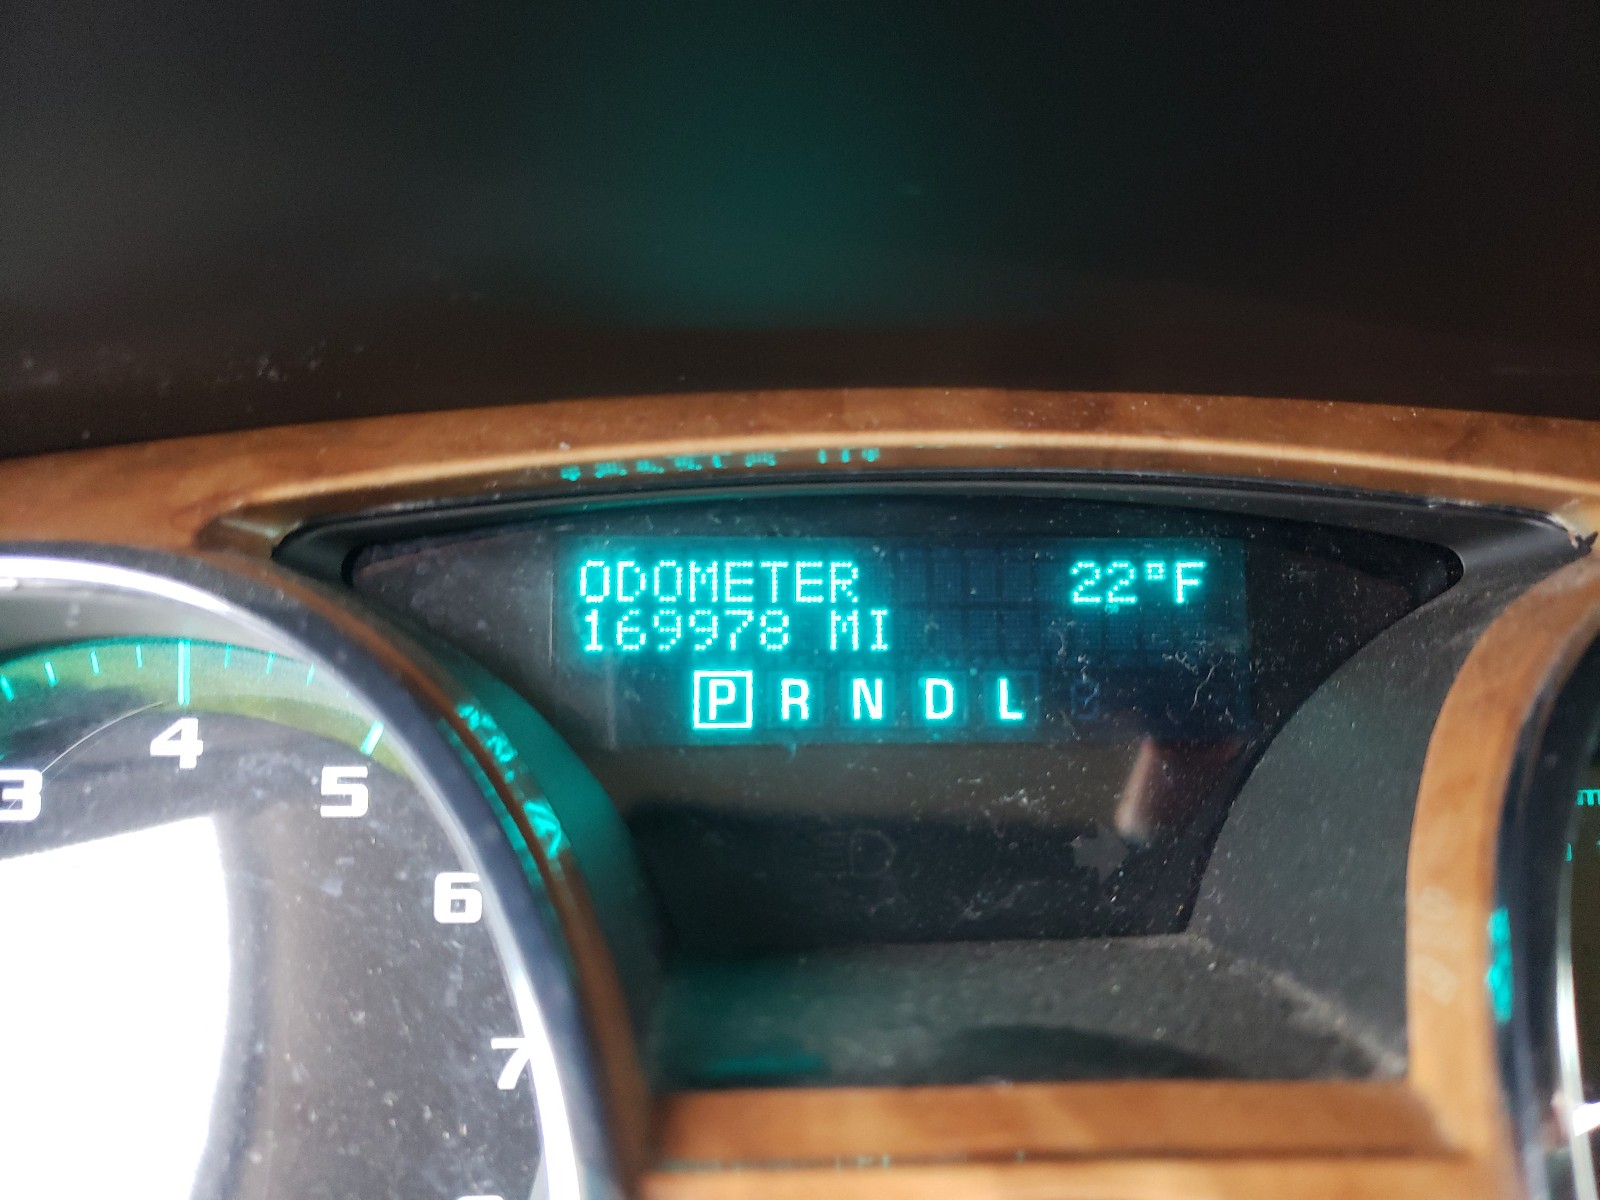 ODOMETER 22°F
169978 MI
P R N D L
3 4 5 6 7